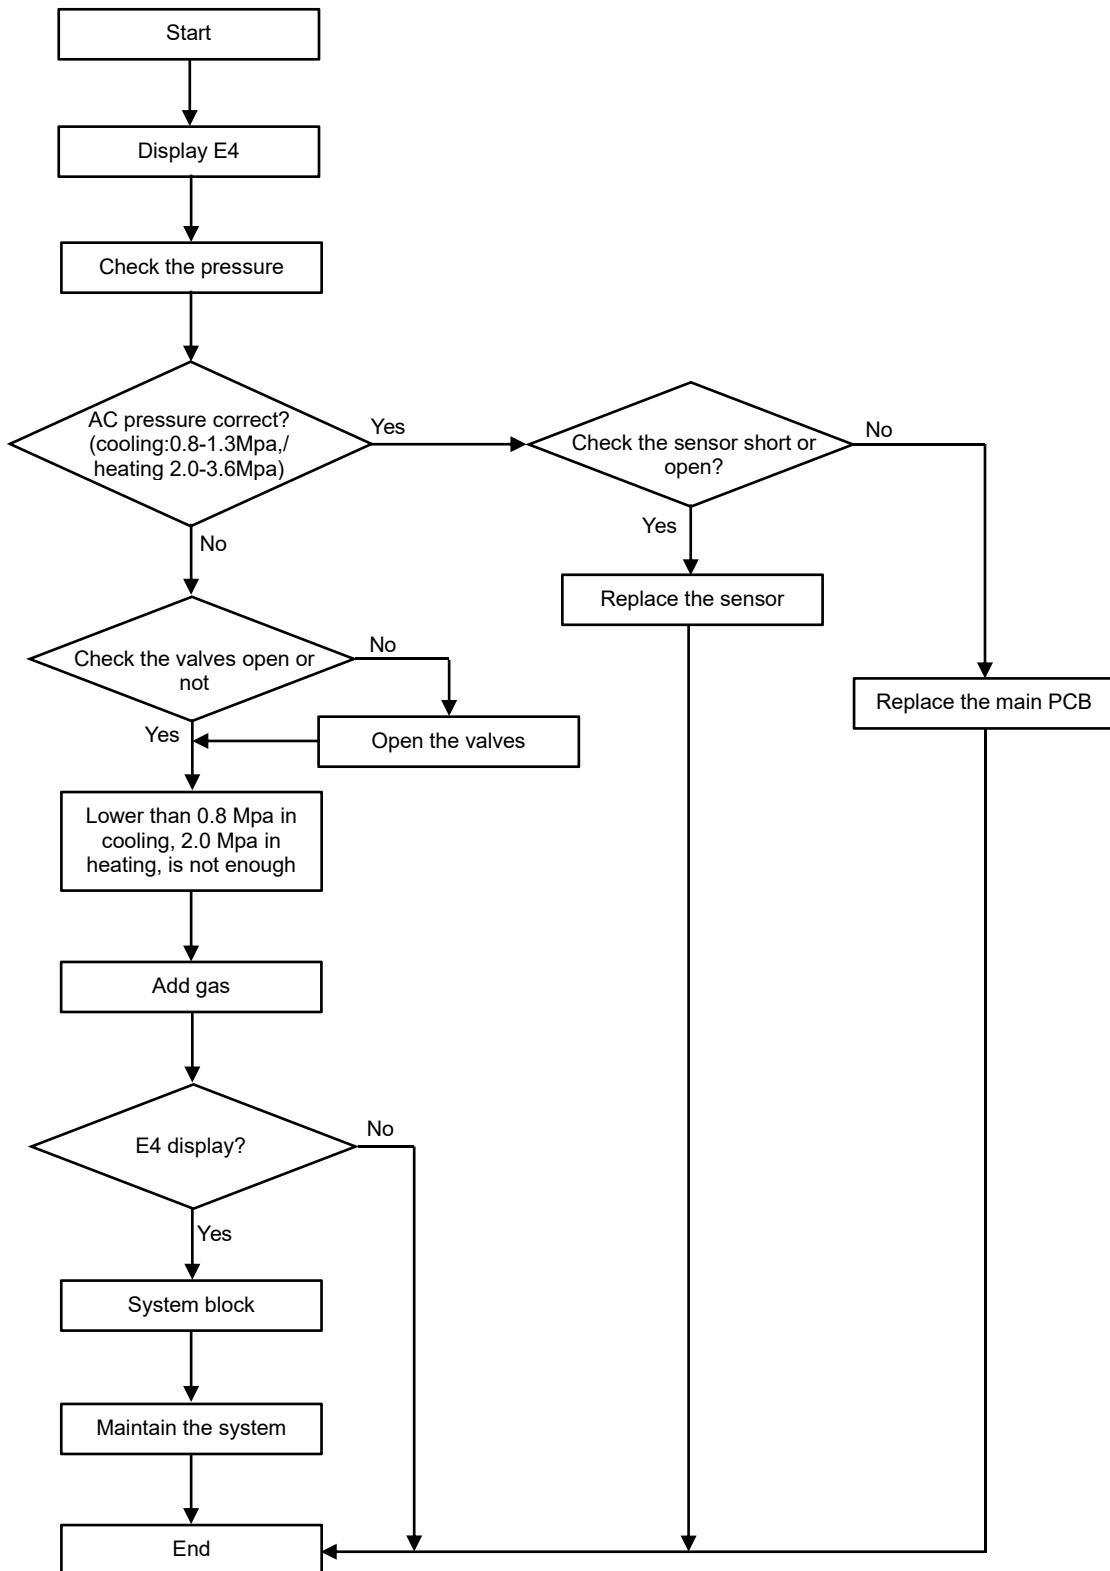 Start
Display E4
Check the pressure
AC pressure correct?
(cooling:0.8-1.3Mpa,/
heating 2.0-3.6Mpa)
Yes
Check the sensor short or
open?
No
Yes
No
Replace the sensor
Check the valves open or
not
No
Replace the main PCB
Yes
Open the valves
Lower than 0.8 Mpa in
cooling, 2.0 Mpa in
heating, is not enough
Add gas
E4 display?
No
Yes
System block
Maintain the system
End